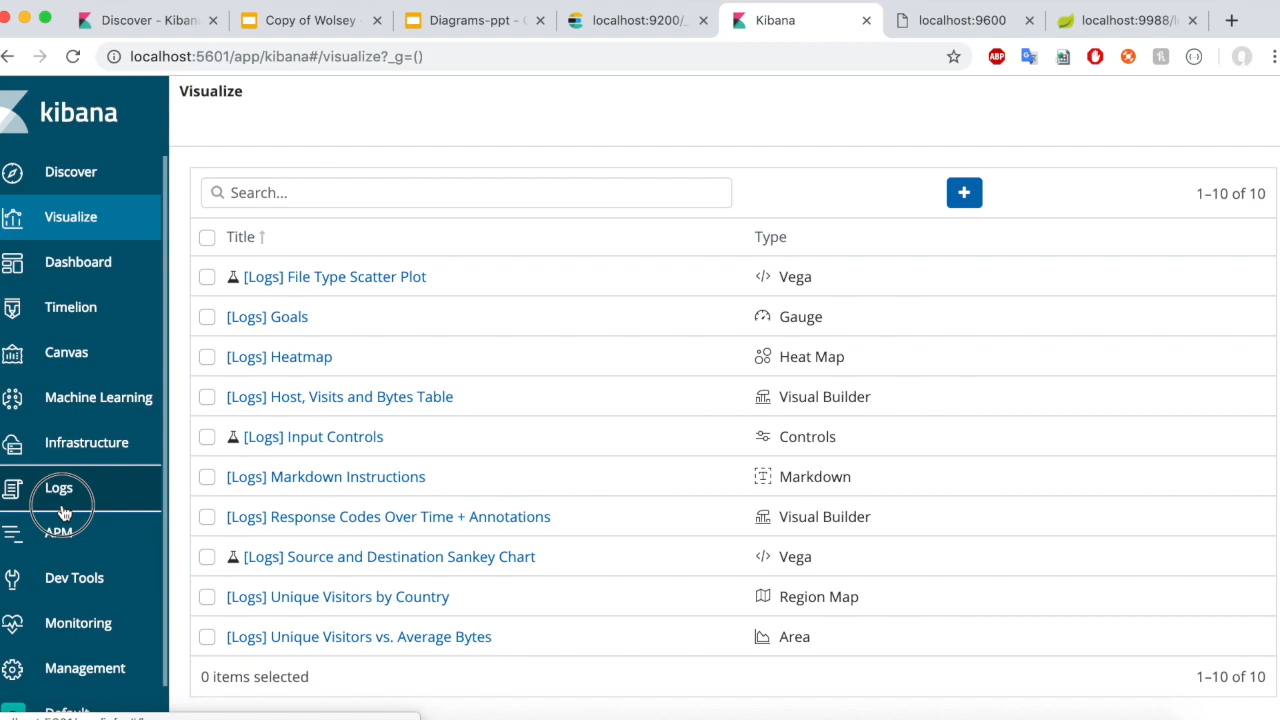 Discover - Kiban
Copy of Wolsey -
Diagrams-ppt -
localhost:9200/_
Kibana
localhost:9600
localhost:9988/
localhost:5601/app/kibana#/visualize?_g=()
ABP
kibana
Visualize
Discover
Visualize
Dashboard
Timelion
Canvas
Machine Learning
Infrastructure
Logs
APM
Dev Tools
Monitoring
Management
Default
Search...
1–10 of 10
Title
Type
[Logs] File Type Scatter Plot
Vega
[Logs] Goals
Gauge
[Logs] Heatmap
Heat Map
[Logs] Host, Visits and Bytes Table
Visual Builder
[Logs] Input Controls
Controls
[Logs] Markdown Instructions
Markdown
[Logs] Response Codes Over Time + Annotations
Visual Builder
[Logs] Source and Destination Sankey Chart
Vega
[Logs] Unique Visitors by Country
Region Map
[Logs] Unique Visitors vs. Average Bytes
Area
0 items selected
1–10 of 10